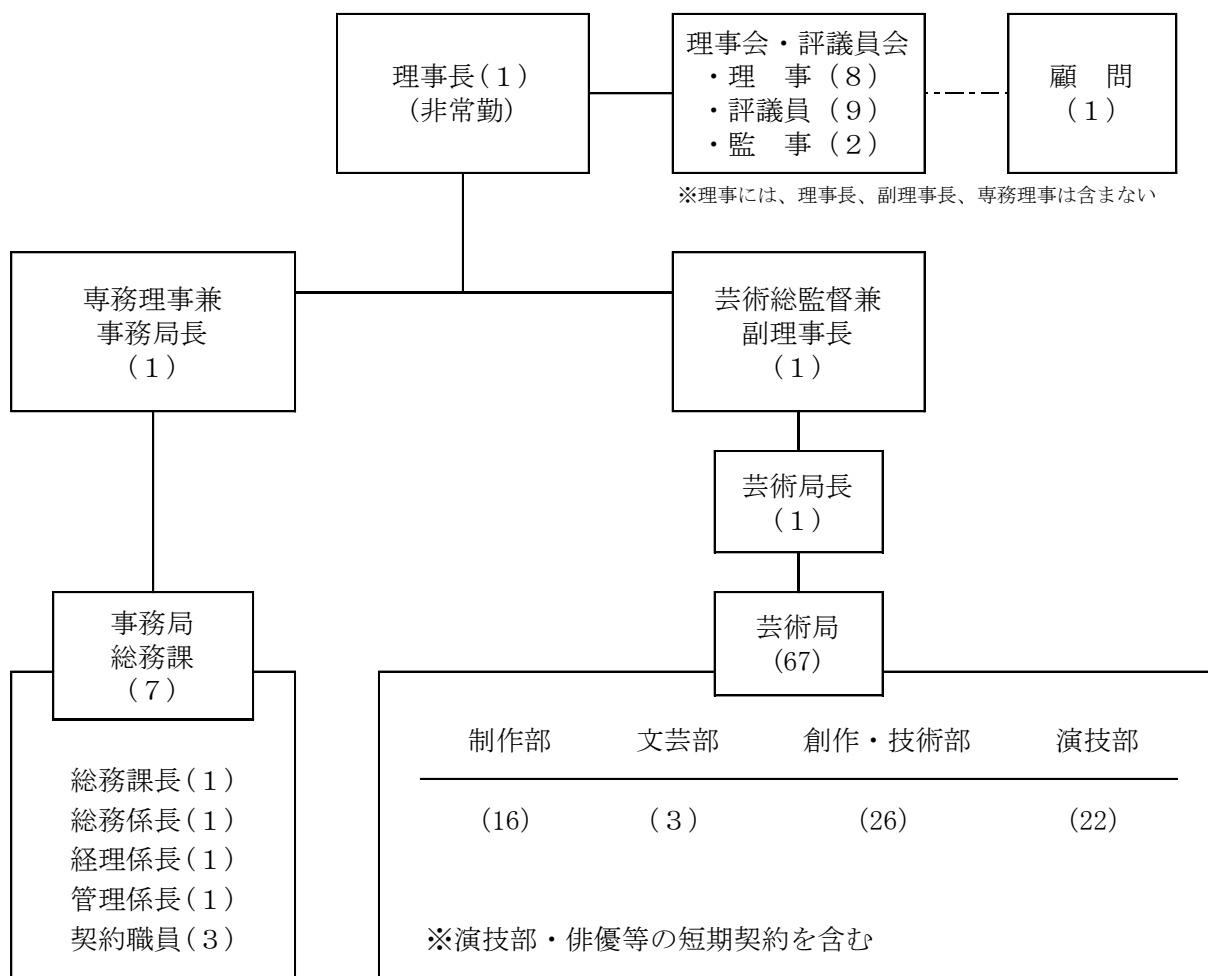 理事長(１)
(非常勤)
理事会・評議員会
・理　事（８）
・評議員（９）
・監　事（２）
顧　問
（１）
※理事には、理事長、副理事長、専務理事は含まない
専務理事兼
事務局長
（１）
芸術総監督兼
副理事長
（１）
芸術局長
（１）
事務局
総務課
（７）
芸術局
(67)
総務課長(１)
総務係長(１)
経理係長(１)
管理係長(１)
契約職員(３)
制作部　文芸部　創作・技術部　演技部
(16)　（３）　(26)　(22)
※演技部・俳優等の短期契約を含む